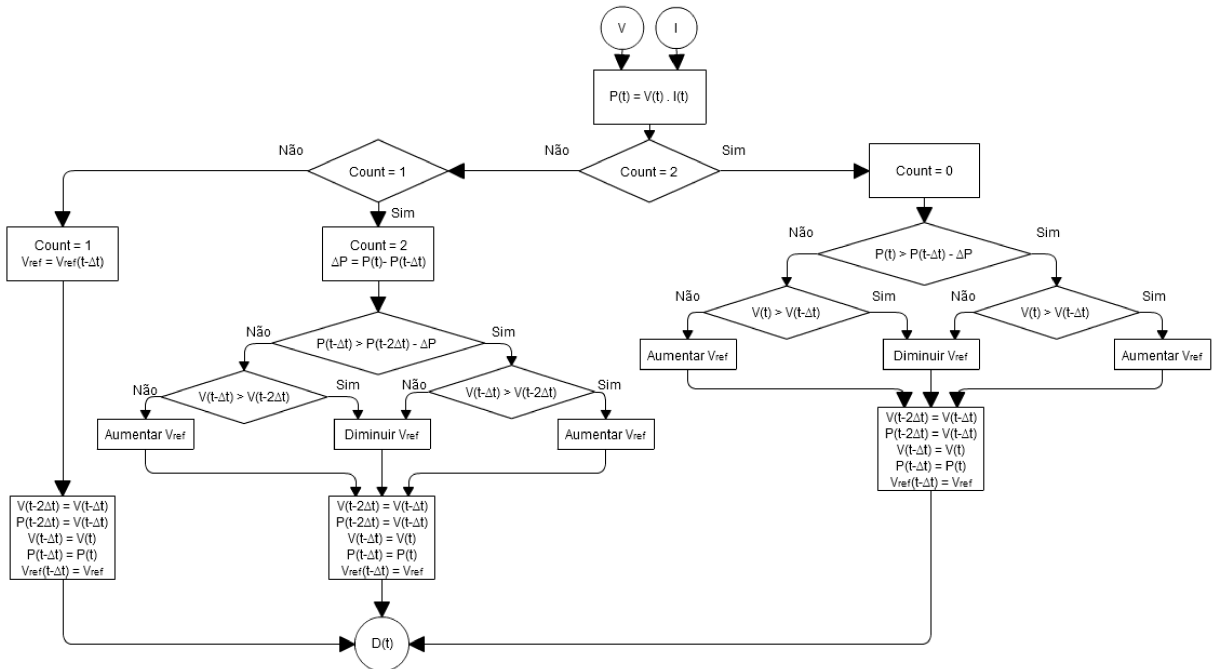 V
I
P(t) = V(t) . I(t)
Não
Count = 1
Não
Count = 2
Sim
Count = 0
Sim
Count = 1
Vref = Vref(t-Δt)
Count = 2
ΔP = P(t)- P(t-Δt)
Não
P(t) > P(t-Δt) - ΔP
Sim
Não
V(t) > V(t-Δt)
Sim
Não
V(t) > V(t-Δt)
Sim
Aumentar Vref
Diminuir Vref
Aumentar Vref
Não
P(t-Δt) > P(t-2Δt) - ΔP
Sim
Não
V(t-Δt) > V(t-2Δt)
Sim
Não
V(t-Δt) > V(t-2Δt)
Sim
Aumentar Vref
Diminuir Vref
Aumentar Vref
V(t-2Δt) = V(t-Δt)
P(t-2Δt) = V(t-Δt)
V(t-Δt) = V(t)
P(t-Δt) = P(t)
Vref(t-Δt) = Vref
V(t-2Δt) = V(t-Δt)
P(t-2Δt) = V(t-Δt)
V(t-Δt) = V(t)
P(t-Δt) = P(t)
Vref(t-Δt) = Vref
V(t-2Δt) = V(t-Δt)
P(t-2Δt) = V(t-Δt)
V(t-Δt) = V(t)
P(t-Δt) = P(t)
Vref(t-Δt) = Vref
D(t)